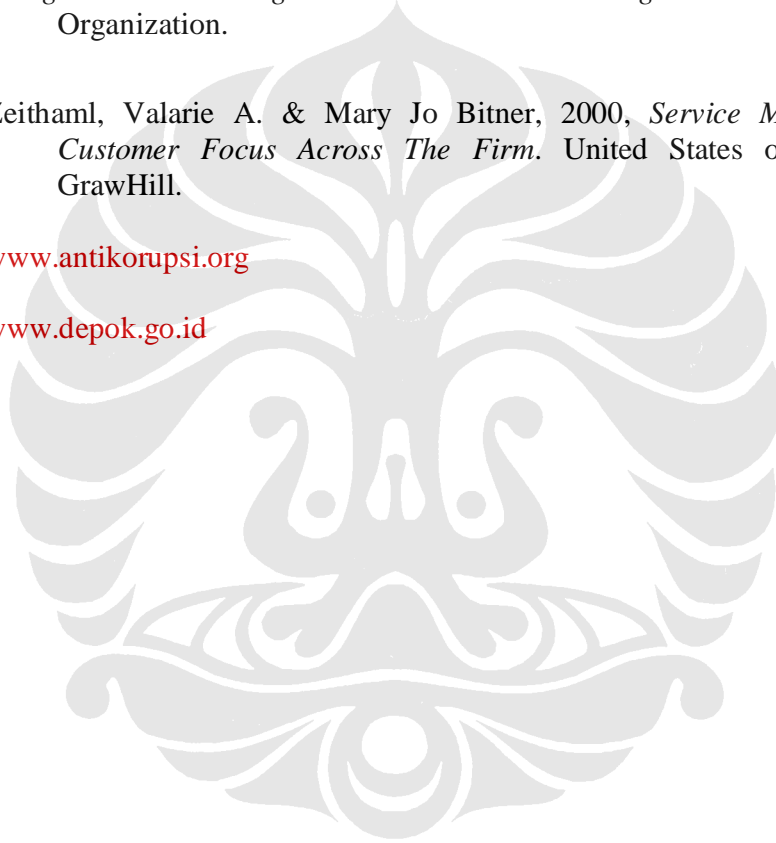 Organization.
Zeithaml, Valarie A. & Mary Jo Bitner, 2000, Service M
Customer Focus Across The Firm. United States o
GrawHill.
www.antikorupsi.org
www.depok.go.id